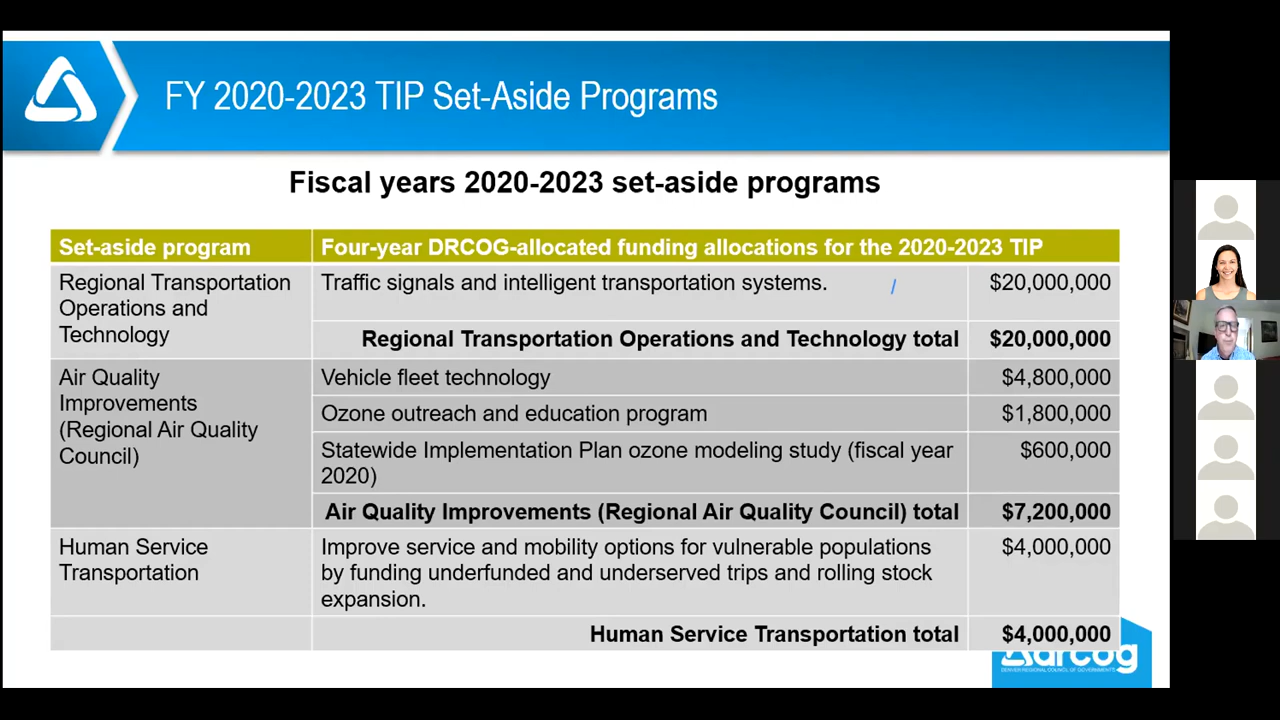 FY 2020-2023 TIP Set-Aside Programs
Fiscal years 2020-2023 set-aside programs
Set-aside program
Four-year DRCOG-allocated funding allocations for the 2020-2023 TIP
Regional Transportation
Operations and
Technology
Traffic signals and intelligent transportation systems.
$20,000,000
Regional Transportation Operations and Technology total
$20,000,000
Air Quality
Improvements
(Regional Air Quality
Council)
Vehicle fleet technology
$4,800,000
Ozone outreach and education program
$1,800,000
Statewide Implementation Plan ozone modeling study (fiscal year
2020)
$600,000
Air Quality Improvements (Regional Air Quality Council) total
$7,200,000
Human Service
Transportation
Improve service and mobility options for vulnerable populations
by funding underfunded and underserved trips and rolling stock
expansion.
$4,000,000
Human Service Transportation total
$4,000,000
drcog
DENVER REGIONAL COUNCIL OF GOVERNMENTS